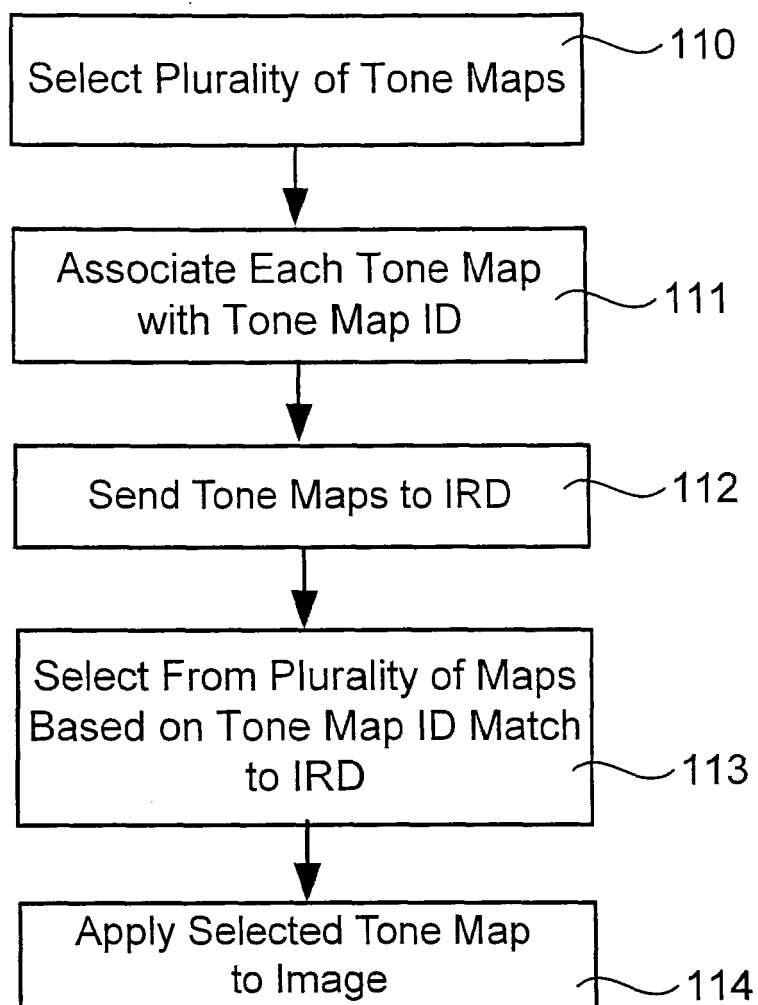 Select Plurality of Tone Maps
110
Associate Each Tone Map
with Tone Map ID
111
Send Tone Maps to IRD
112
Select From Plurality of Maps
Based on Tone Map ID Match
to IRD
113
Apply Selected Tone Map
to Image
114